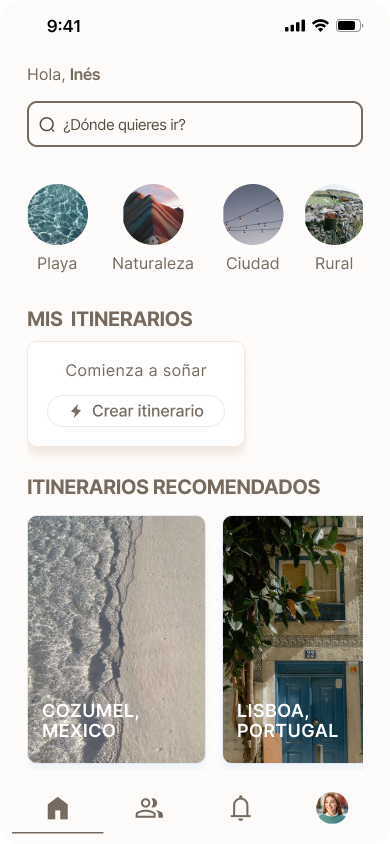 9:41
Hola, Inés
¿Dónde quieres ir?
Playa
Naturaleza
Ciudad
Rural
MIS ITINERARIOS
Comienza a soñar
Crear itinerario
ITINERARIOS RECOMENDADOS
COZUMEL,
MÉXICO
LISBOA,
PORTUGAL
22